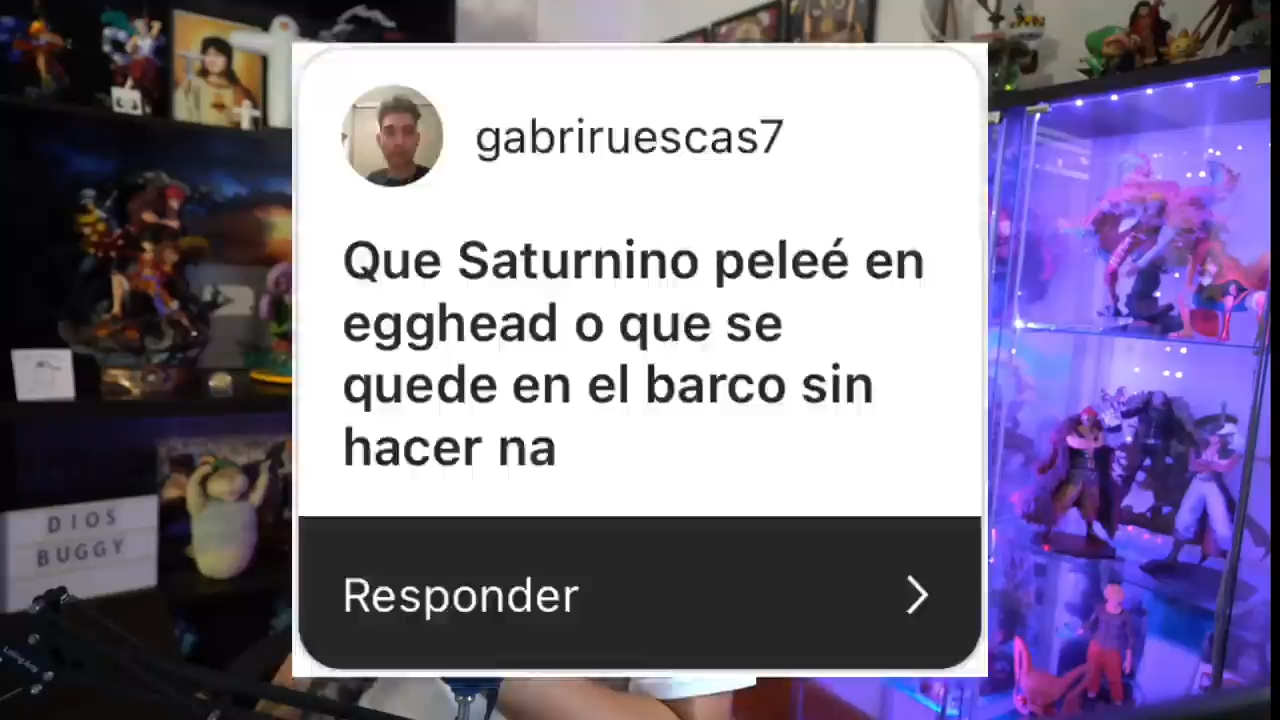 gabriruescas7
Que Saturnino peleé en
egghead o que se
quede en el barco sin
hacer na
Responder
DIOS
BUGGY